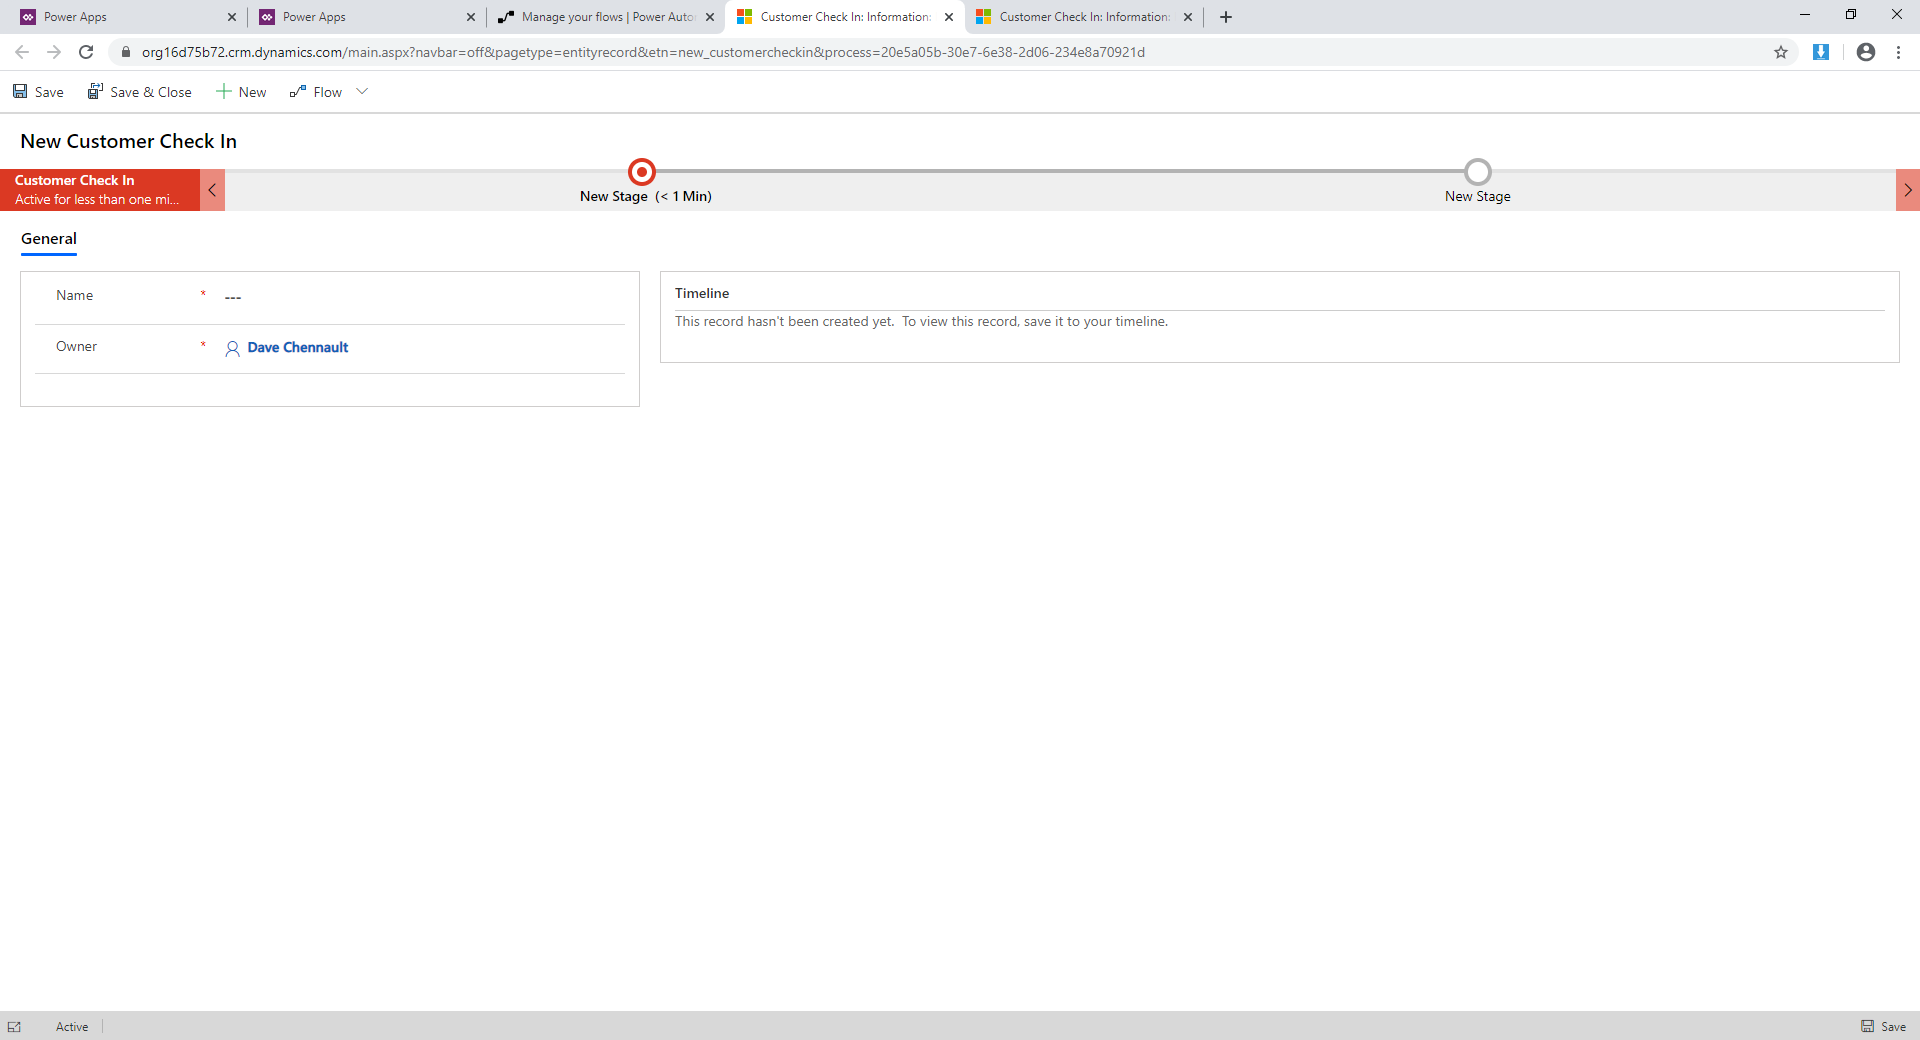 Power Apps
Power Apps
Manage your flows | Power Auto
Customer Check In: Information:
Customer Check In: Information:
org16d75b72.crm.dynamics.com/main.aspx?navbar=off&pagetype=entityrecord&etn=new_customercheckin&process=20e5a05b-30e7-6e38-2d06-234e8a70921d
Save
Save & Close
New
Flow
New Customer Check In
Customer Check In
Active for less than one mi...
New Stage (< 1 Min)
New Stage
General
Name * ---
Owner * Dave Chennault
Timeline
This record hasn't been created yet. To view this record, save it to your timeline.
Active
Save